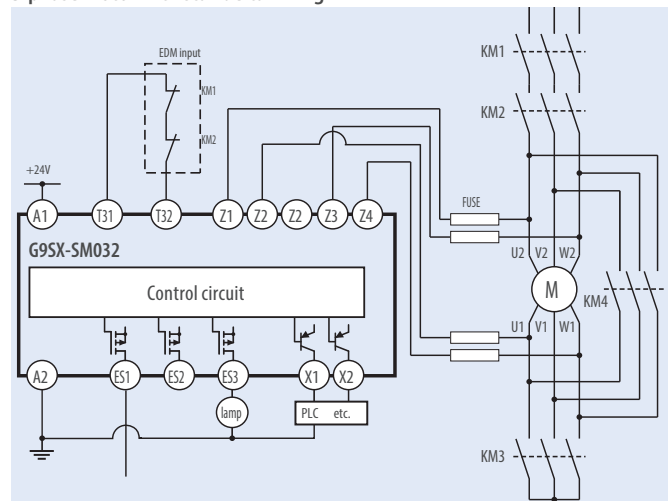 EDM input
KM1
KM2
KM1
KM2
+24V
A1
T31
T32
Z1
Z2
Z2
Z3
Z4
FUSE
G9SX-SM032
Control circuit
U2 V2 W2
M
KM4
U1 V1 W1
A2
ES1
ES2
ES3
X1
X2
lamp
PLC etc.
KM3